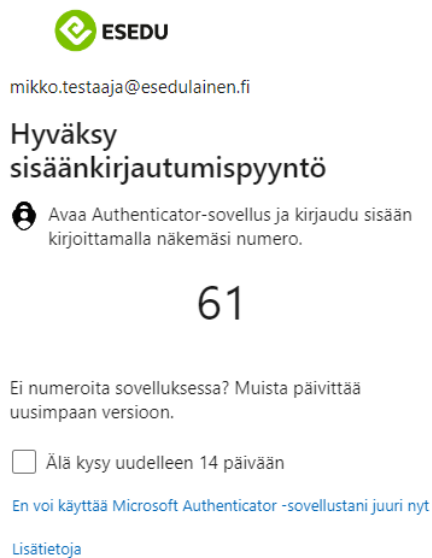 ESEDU
mikko.testaaja@esedulainen.fi
Hyväksy
sisäänkirjautumispyyntö
Avaa Authenticator-sovellus ja kirjaudu sisään
kirjoittamalla näkemäsi numero.
61
Ei numeroita sovelluksessa? Muista päivittää
uusimpaan versioon.
Älä kysy uudelleen 14 päivään
En voi käyttää Microsoft Authenticator -sovellustani juuri nyt
Lisätietoja